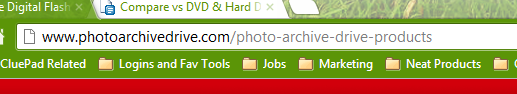 e Digital Flash Compare vs DVD & Hard D
www.photoarchivedrive.com/photo-archive-drive-products
CluePad Related Logins and Fav Tools Jobs Marketing Neat Products